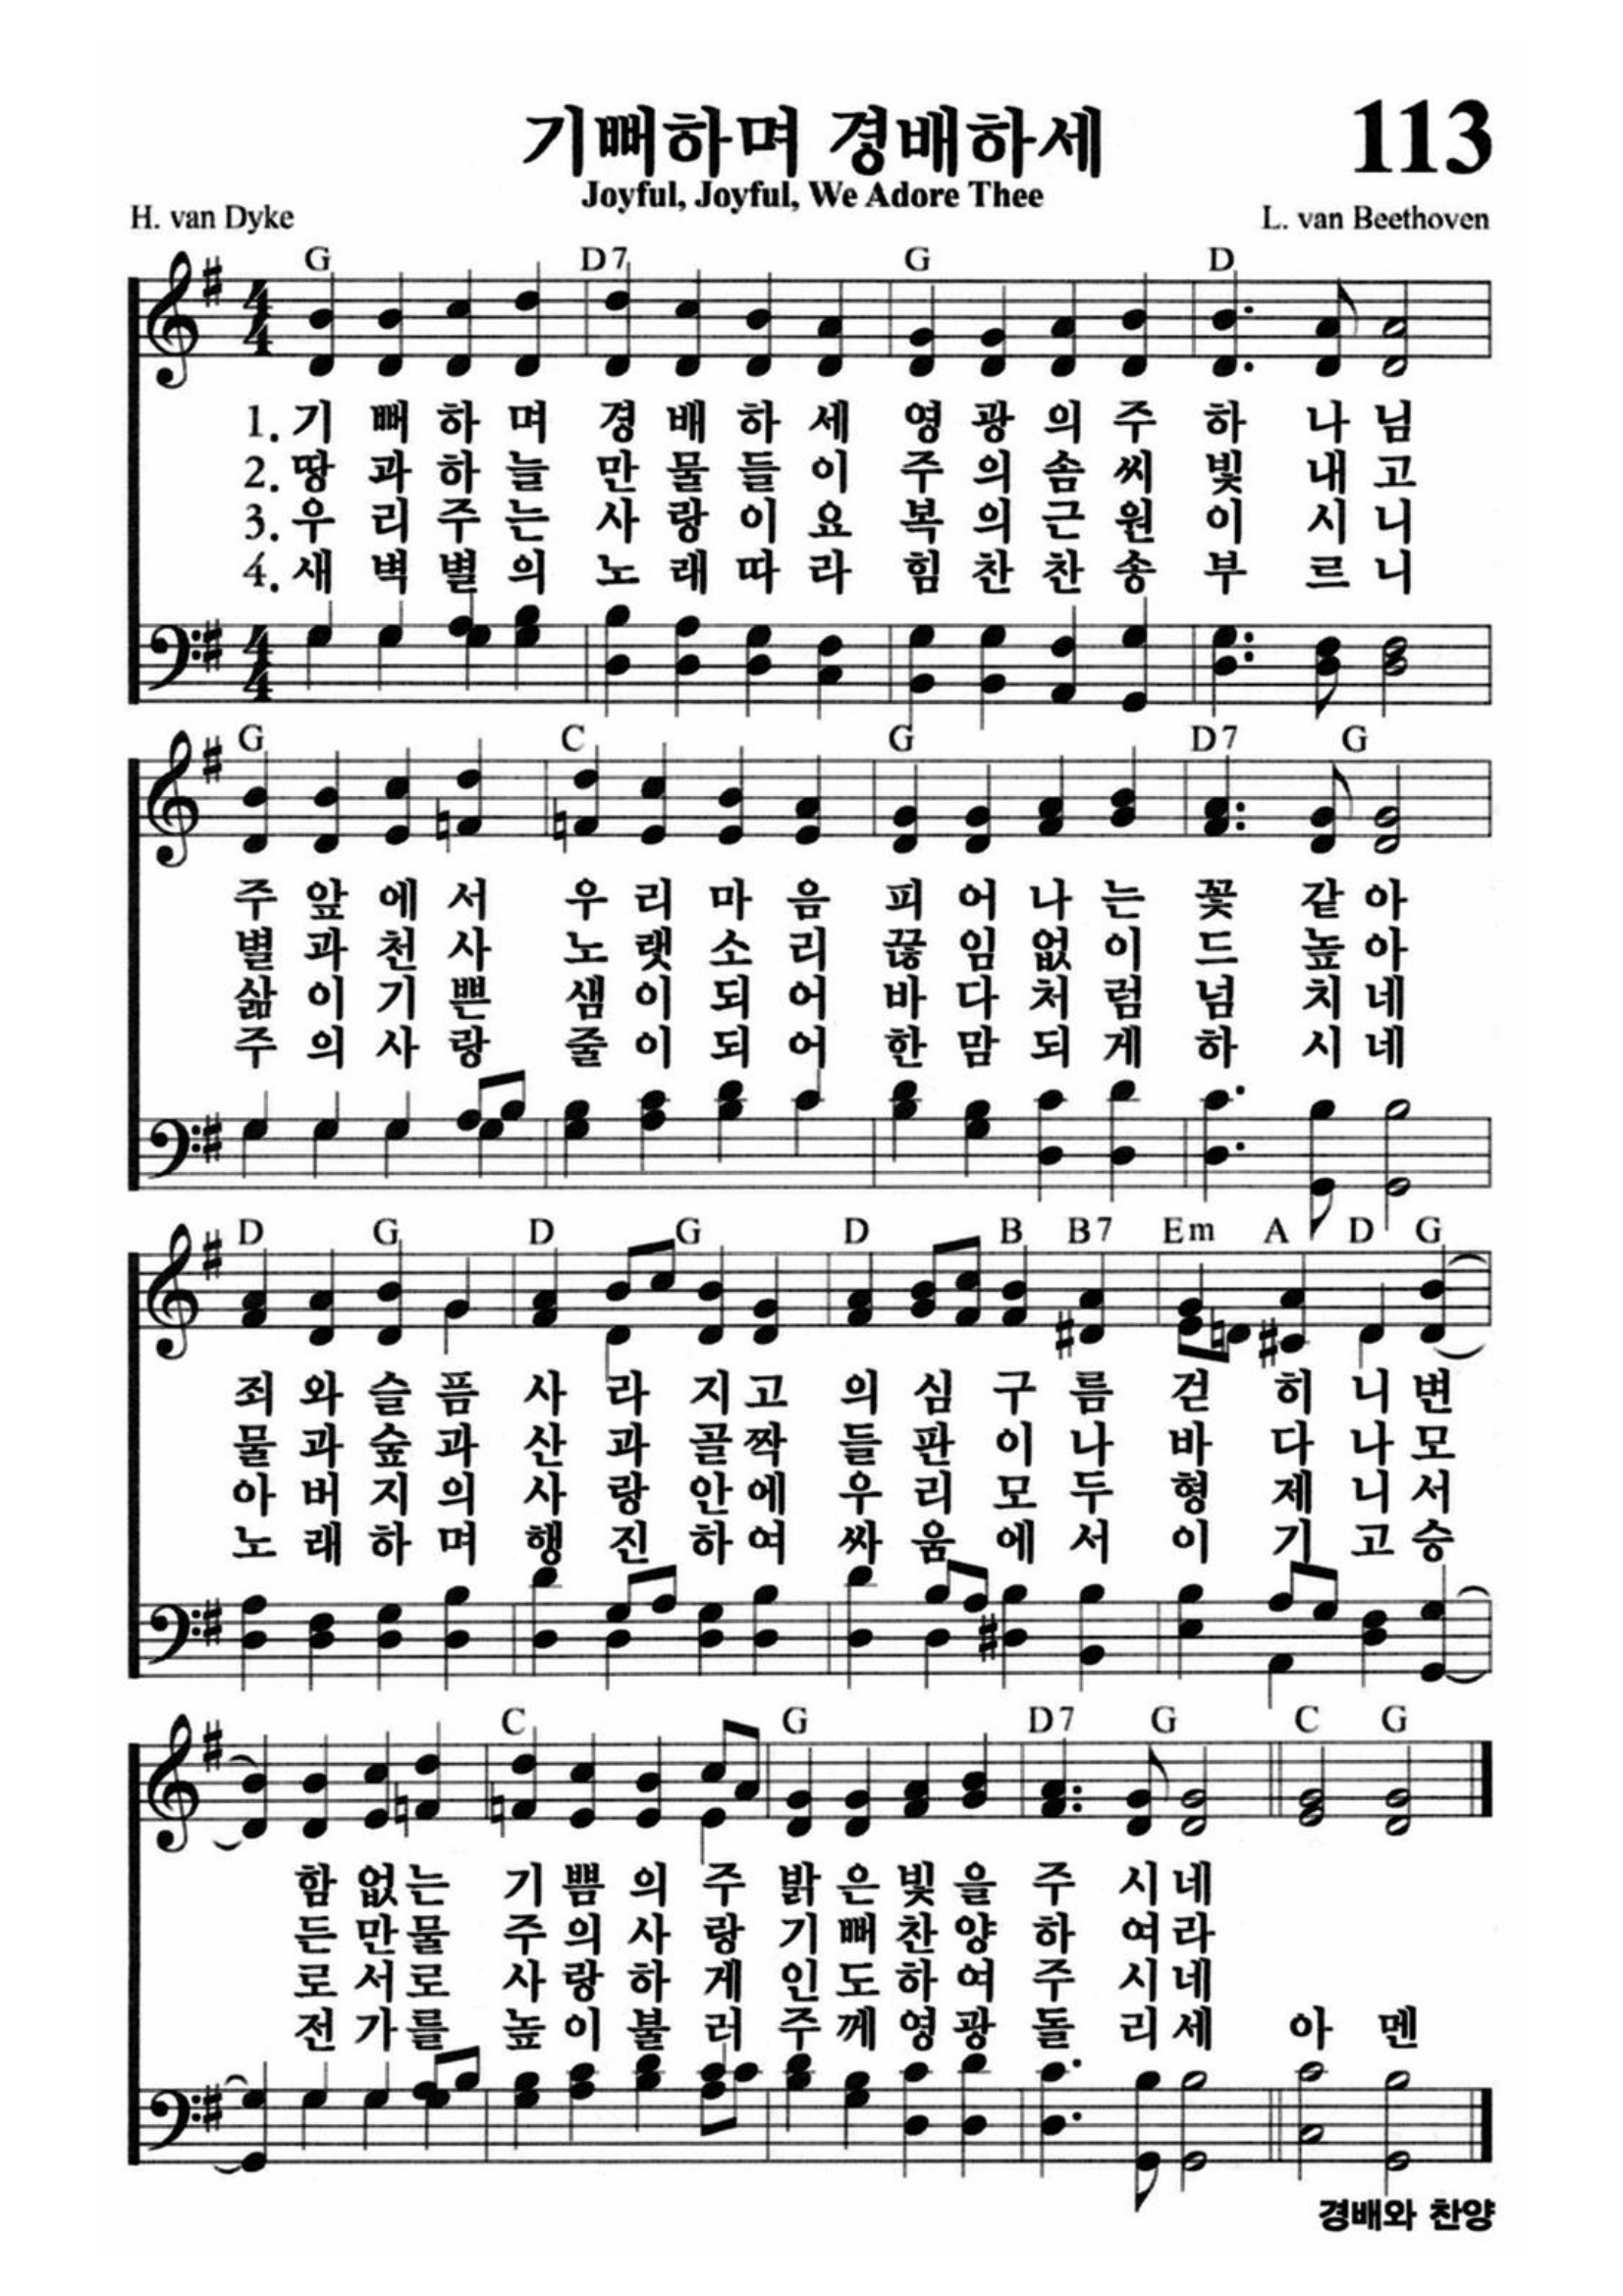 기뻐하며 경배하세
113
Joyful, Joyful, We Adore Thee
H. van Dyke
L. van Beethoven
G D7 G D
4 4
1. 기 뻐 하 며 경 배 하 세 영 광 의 주 하 나 님
2. 땅 과 하 늘 만 물 들 이 주 의 솜 씨 빛 내 고
3. 우 리 주 는 사 랑 이 요 복 의 근 원 이 시 니
4. 새 벽 별 의 노 래 따 라 힘 찬 찬 송 부 르 니
4 4
G C G D7 G
주 앞 에 서 우 리 마 음 피 어 나 는 꽃 같 아
별 과 천 사 노 랫 소 리 끊 임 없 이 드 높 아
삶 이 기 쁜 샘 이 되 어 바 다 처 럼 넘 치 네
주 의 사 랑 줄 이 되 어 한 맘 되 게 하 시 네
D G D G D B B7 Em A D G
죄 와 슬 픔 사 라 지 고 의 심 구 름 걷 히 니 변
물 과 숲 과 산 과 골 짝 들 판 이 나 바 다 나 모
아 버 지 의 사 랑 안 에 우 리 모 두 형 제 니 서
노 래 하 며 행 진 하 여 싸 움 에 서 이 기 고 승
C G D7 G C G
함 없 는 기 쁨 의 주 밝 은 빛 을 주 시 네
든 만 물 주 의 사 랑 기 뻐 찬 양 하 여 라
로 서 로 사 랑 하 게 인 도 하 여 주 시 네
전 가 를 높 이 불 러 주 께 영 광 돌 리 세 아 멘
경배와 찬양